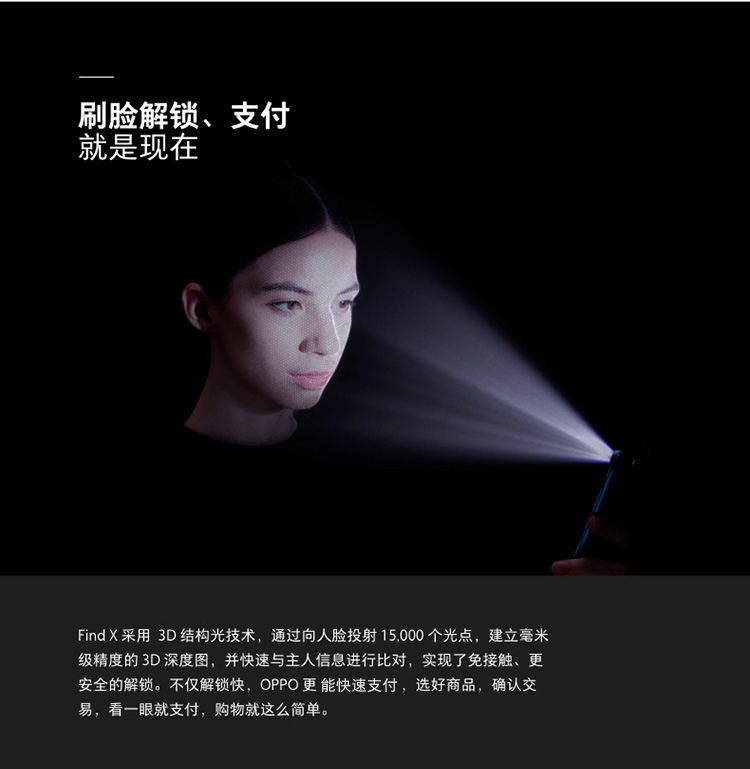 刷脸解锁、支付
就是现在
Find X 采用 3D 结构光技术，通过向人脸投射 15,000 个光点，建立毫米
级精度的 3D 深度图，并快速与主人信息进行比对，实现了免接触、更
安全的解锁。不仅解锁快，OPPO 更 能快速支付 ，选好商品，确认交
易，看一眼就支付，购物就这么简单。